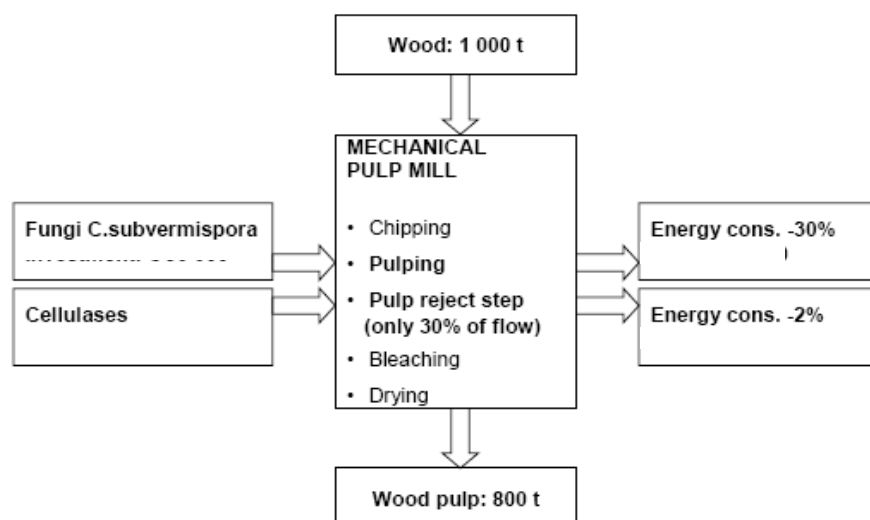 Wood: 1 000 t
MECHANICAL
PULP MILL
• Chipping
• Pulping
• Pulp reject step
(only 30% of flow)
• Bleaching
• Drying
Fungi C.subvermispora
Cellulases
Energy cons. -30%
Energy cons. -2%
Wood pulp: 800 t